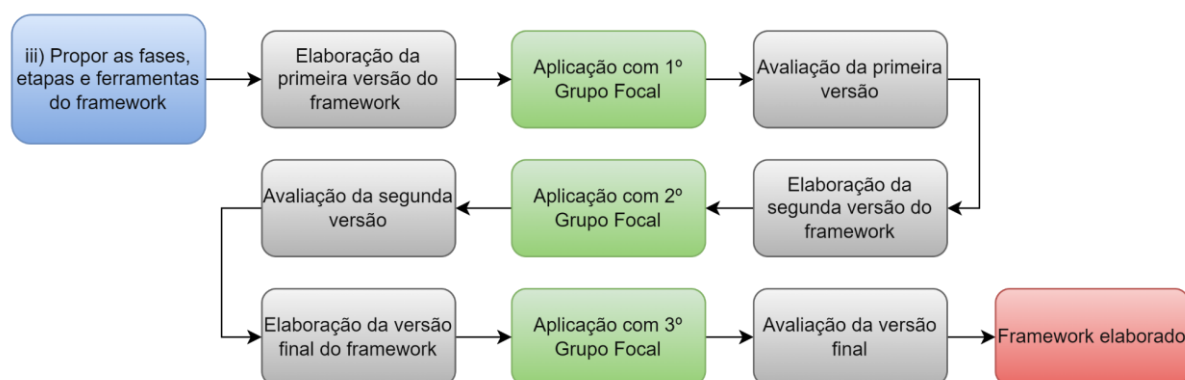 iii) Propor as fases,
etapas e ferramentas
do framework
Elaboração da
primeira versão do
framework
Aplicação com 1º
Grupo Focal
Avaliação da primeira
versão
Elaboração da
segunda versão do
framework
Aplicação com 2º
Grupo Focal
Avaliação da segunda
versão
Elaboração da versão
final do framework
Aplicação com 3º
Grupo Focal
Avaliação da versão
final
Framework elaborado